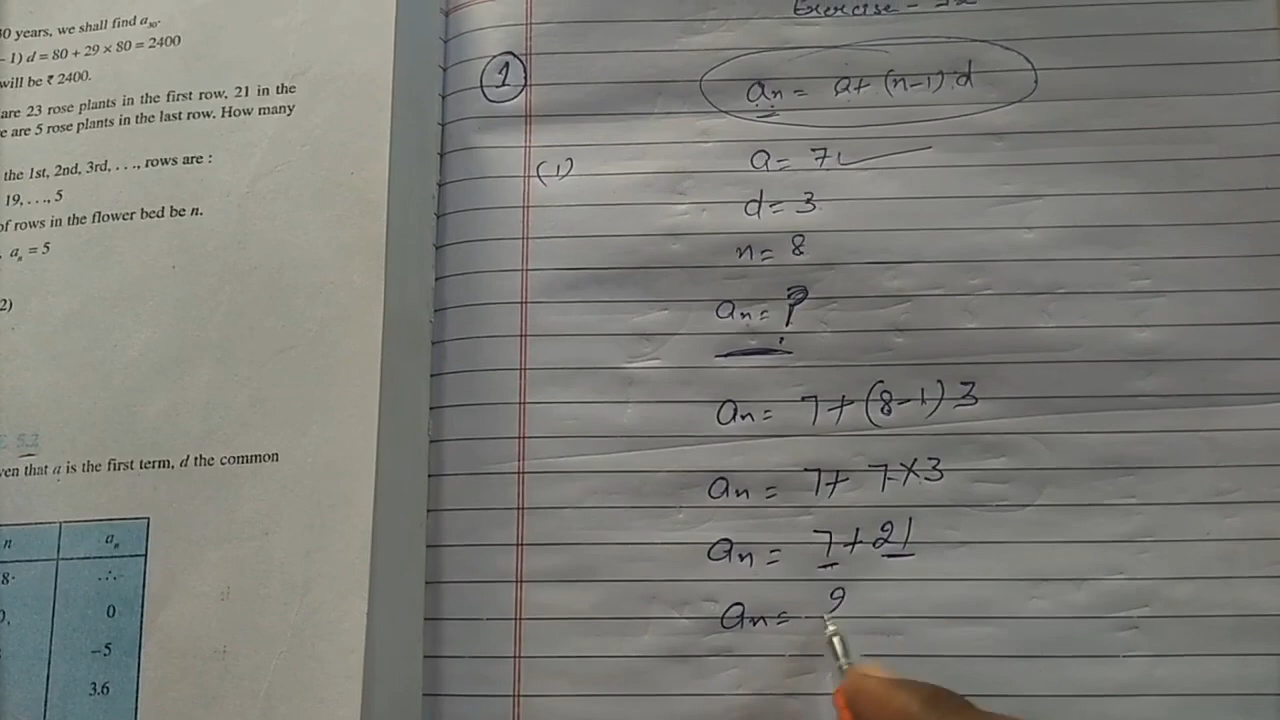 30 years, we shall find a₃₀.
– 1) d = 80 + 29 × 80 = 2400
will be ₹ 2400.
are 23 rose plants in the first row, 21 in the
e are 5 rose plants in the last row. How many
the 1st, 2nd, 3rd, . . ., rows are :
19, . . ., 5
of rows in the flower bed be n.
aₙ = 5
2)
5.2
ven that a is the first term, d the common
n aₙ
8 . . .
0
–5
3.6
Exercise -
1
an = a + (n-1) d
(1) a = 7
d = 3
n = 8
an = ?
an = 7 + (8-1) 3
an = 7 + 7 × 3
an = 7 + 21
an =